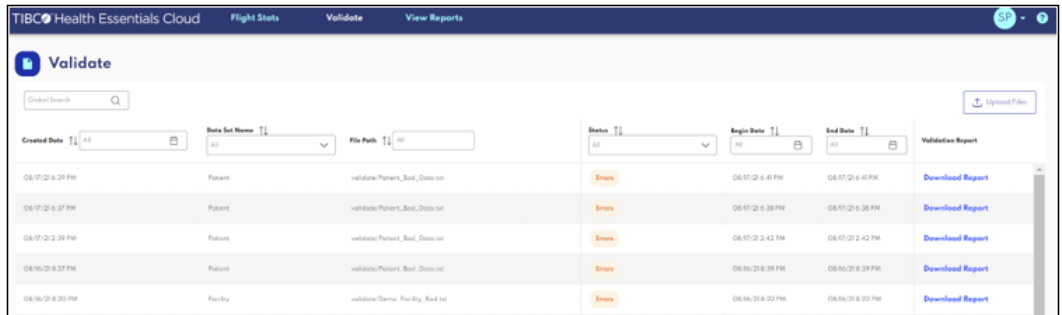 TIBCO Health Essentials Cloud Flight Stats Validate View Reports SP
Validate
Global Search Upload Files
Created Date All Data Set Name All File Path All Status All Begin Date All End Date All Validation Report
08/17/21 6:39 PM Patient validate/Patient_Bad_Data.txt Errors 08/17/21 6:41 PM 08/17/21 6:41 PM Download Report
08/17/21 6:37 PM Patient validate/Patient_Bad_Data.txt Errors 08/17/21 6:38 PM 08/17/21 6:38 PM Download Report
08/17/21 2:39 PM Patient validate/Patient_Bad_Data.txt Errors 08/17/21 2:42 PM 08/17/21 2:42 PM Download Report
08/16/21 8:37 PM Patient validate/Patient_Bad_Data.txt Errors 08/16/21 8:39 PM 08/16/21 8:39 PM Download Report
08/16/21 8:20 PM Facility validate/Demo_Facility_Bad.txt Errors 08/16/21 8:22 PM 08/16/21 8:22 PM Download Report